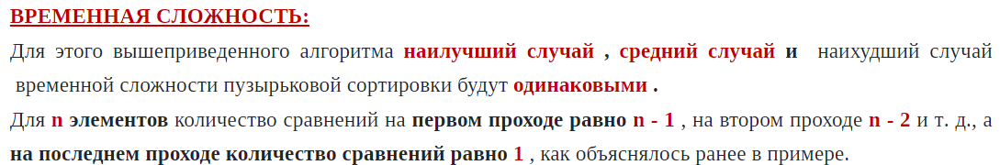 ВРЕМЕННАЯ СЛОЖНОСТЬ:
Для этого вышеприведенного алгоритма наилучший случай , средний случай и наихудший случай
временной сложности пузырьковой сортировки будут одинаковыми .
Для n элементов количество сравнений на первом проходе равно n - 1 , на втором проходе n - 2 и т. д., а
на последнем проходе количество сравнений равно 1 , как объяснялось ранее в примере.